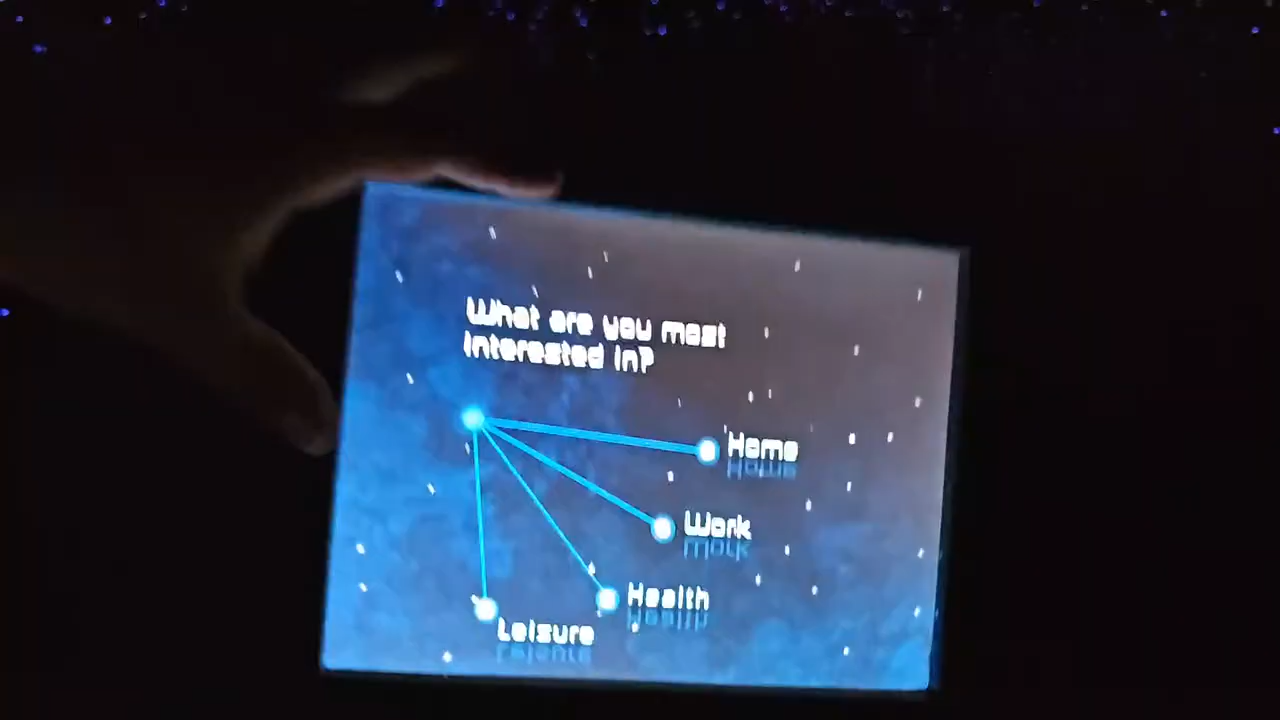 What are you most
interested in?
Home
Work
Health
Leisure